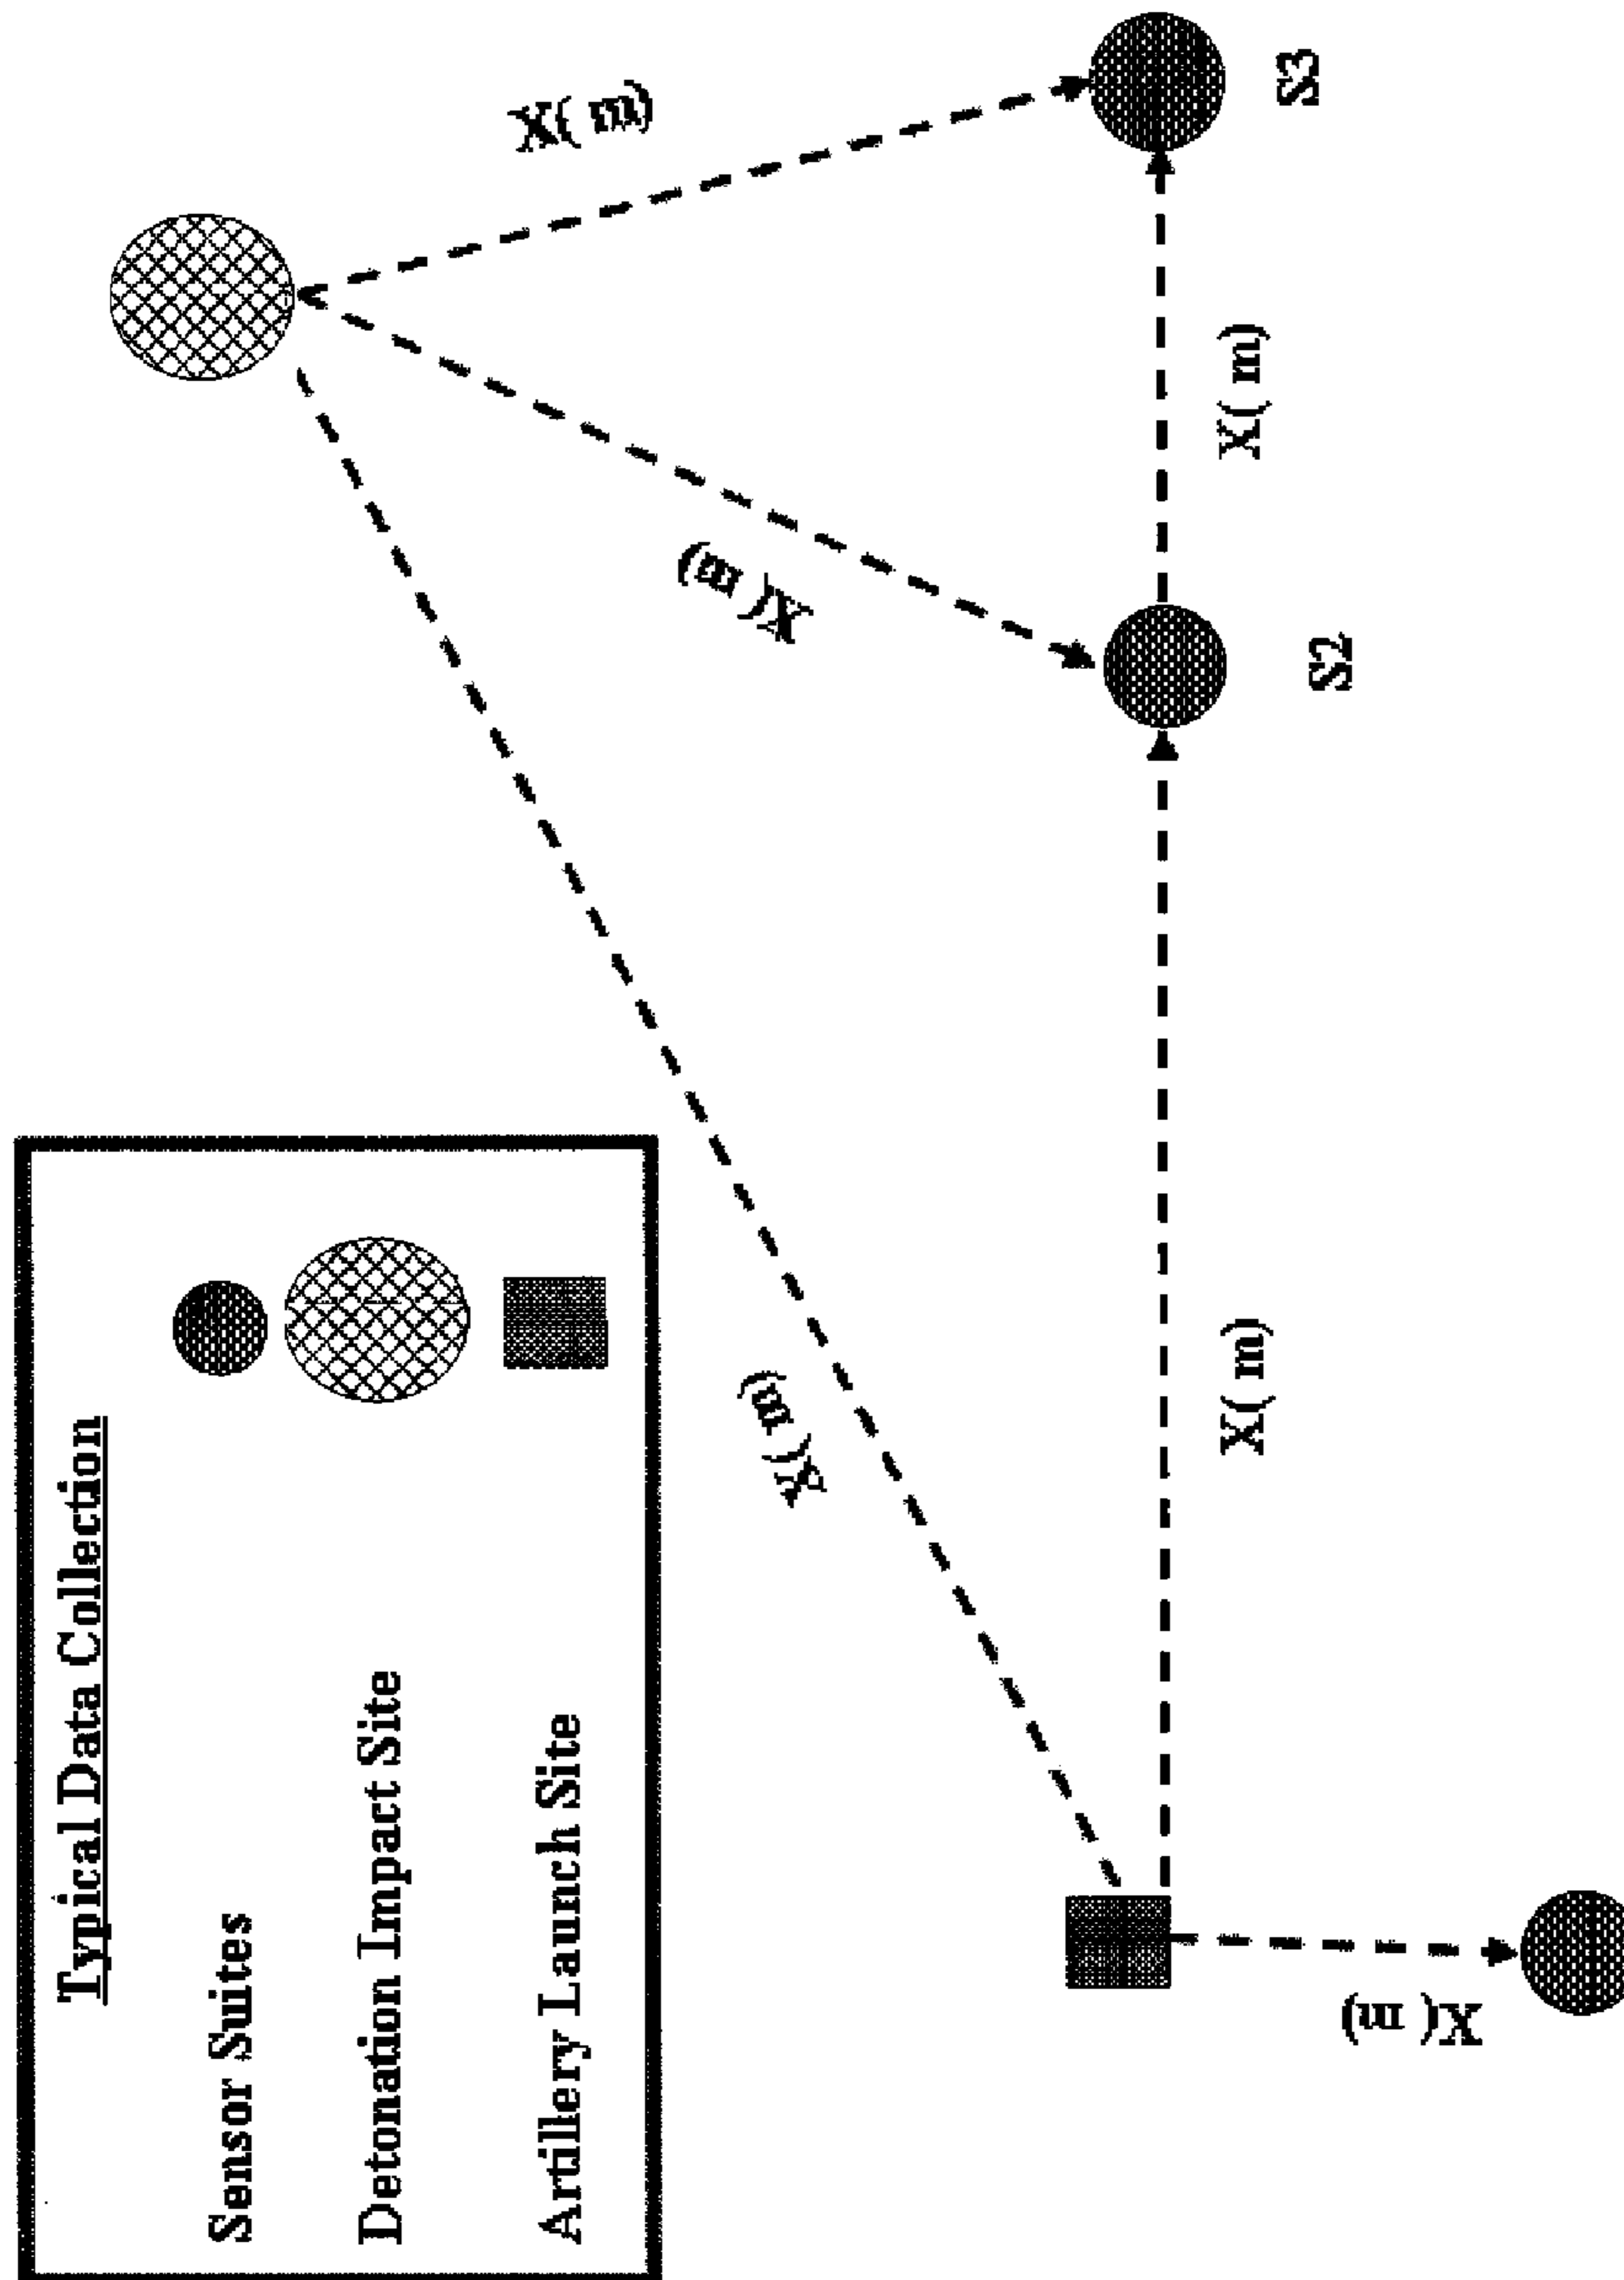 Typical Data Collection
Sensor Suites
Detonation Impact Site
Artillery Launch Site
X( m)
X( m)
X( m)
X( m)
X( m)
X( m)
S2
S3